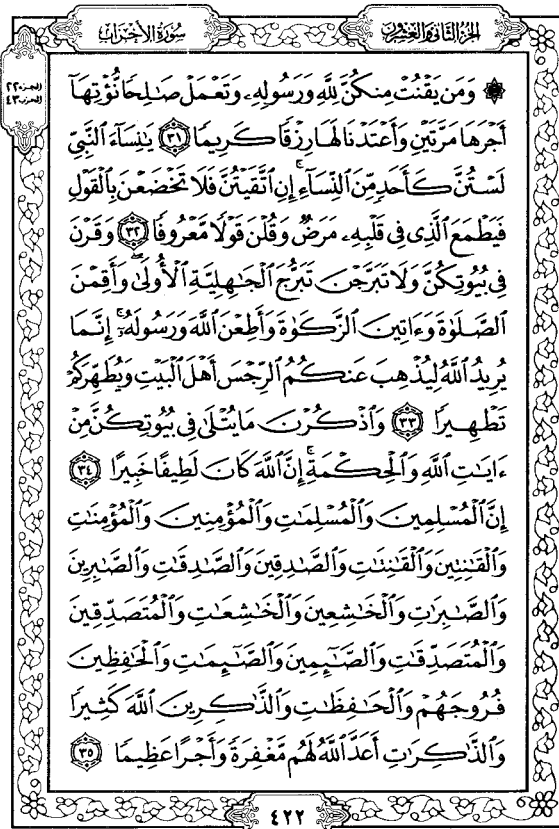 الجزء الثاني والعشرون
سورة الأحزاب
الجزء ٢٢
الحزب ٤٣
۞ وَمَن يَقْنُتْ مِنكُنَّ لِلَّهِ وَرَسُولِهِۦ وَتَعْمَلْ صَٰلِحًا نُّؤْتِهَآ
أَجْرَهَا مَرَّتَيْنِ وَأَعْتَدْنَا لَهَا رِزْقًا كَرِيمًا ٣١ يَٰنِسَآءَ ٱلنَّبِيِّ
لَسْتُنَّ كَأَحَدٍ مِّنَ ٱلنِّسَآءِ ۚ إِنِ ٱتَّقَيْتُنَّ فَلَا تَخْضَعْنَ بِٱلْقَوْلِ
فَيَطْمَعَ ٱلَّذِى فِى قَلْبِهِۦ مَرَضٌ وَقُلْنَ قَوْلًا مَّعْرُوفًا ٣٢ وَقَرْنَ
فِى بُيُوتِكُنَّ وَلَا تَبَرَّجْنَ تَبَرُّجَ ٱلْجَٰهِلِيَّةِ ٱلْأُولَىٰ ۖ وَأَقِمْنَ
ٱلصَّلَوٰةَ وَءَاتِينَ ٱلزَّكَوٰةَ وَأَطِعْنَ ٱللَّهَ وَرَسُولَهُۥٓ ۚ إِنَّمَا
يُرِيدُ ٱللَّهُ لِيُذْهِبَ عَنكُمُ ٱلرِّجْسَ أَهْلَ ٱلْبَيْتِ وَيُطَهِّرَكُمْ
تَطْهِيرًا ٣٣ وَٱذْكُرْنَ مَا يُتْلَىٰ فِى بُيُوتِكُنَّ مِنْ
ءَايَٰتِ ٱللَّهِ وَٱلْحِكْمَةِ ۚ إِنَّ ٱللَّهَ كَانَ لَطِيفًا خَبِيرًا ٣٤
إِنَّ ٱلْمُسْلِمِينَ وَٱلْمُسْلِمَٰتِ وَٱلْمُؤْمِنِينَ وَٱلْمُؤْمِنَٰتِ
وَٱلْقَٰنِتِينَ وَٱلْقَٰنِتَٰتِ وَٱلصَّٰدِقِينَ وَٱلصَّٰدِقَٰتِ وَٱلصَّٰبِرِينَ
وَٱلصَّٰبِرَٰتِ وَٱلْخَٰشِعِينَ وَٱلْخَٰشِعَٰتِ وَٱلْمُتَصَدِّقِينَ
وَٱلْمُتَصَدِّقَٰتِ وَٱلصَّٰٓئِمِينَ وَٱلصَّٰٓئِمَٰتِ وَٱلْحَٰفِظِينَ
فُرُوجَهُمْ وَٱلْحَٰفِظَٰتِ وَٱلذَّٰكِرِينَ ٱللَّهَ كَثِيرًا
وَٱلذَّٰكِرَٰتِ أَعَدَّ ٱللَّهُ لَهُم مَّغْفِرَةً وَأَجْرًا عَظِيمًا ٣٥
٤٢٢